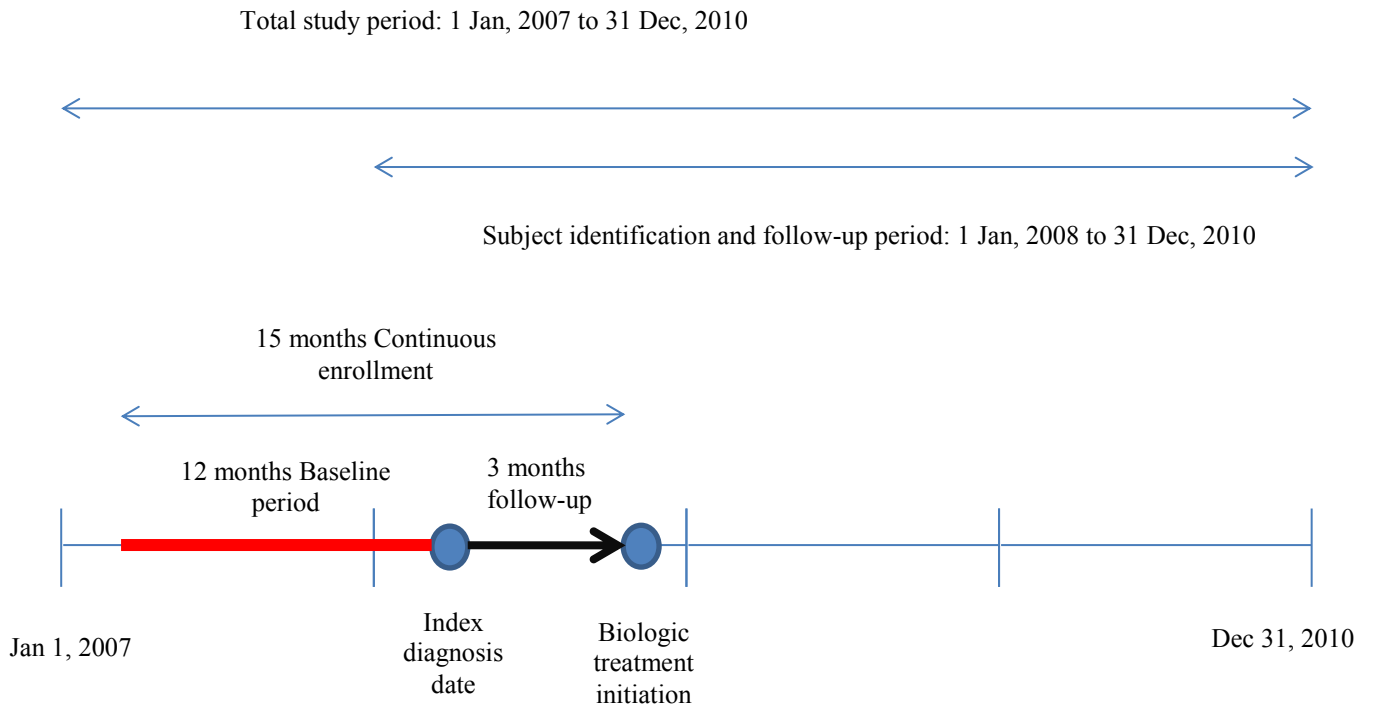 Total study period: 1 Jan, 2007 to 31 Dec, 2010
Subject identification and follow-up period: 1 Jan, 2008 to 31 Dec, 2010
15 months Continuous
enrollment
12 months Baseline
period
3 months
follow-up
Jan 1, 2007
Index
diagnosis
date
Biologic
treatment
initiation
Dec 31, 2010